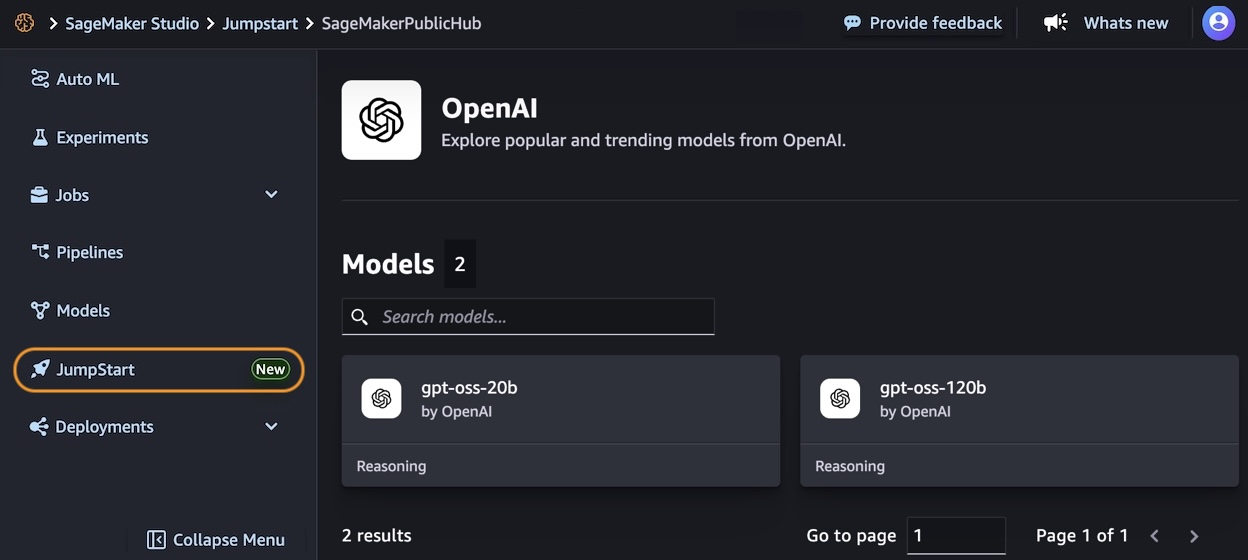 SageMaker Studio > Jumpstart > SageMakerPublicHub
Provide feedback
Whats new
Auto ML
Experiments
Jobs
Pipelines
Models
JumpStart New
Deployments
Collapse Menu
OpenAI
Explore popular and trending models from OpenAI.
Models 2
Search models...
gpt-oss-20b
by OpenAI
Reasoning
gpt-oss-120b
by OpenAI
Reasoning
2 results
Go to page 1
Page 1 of 1